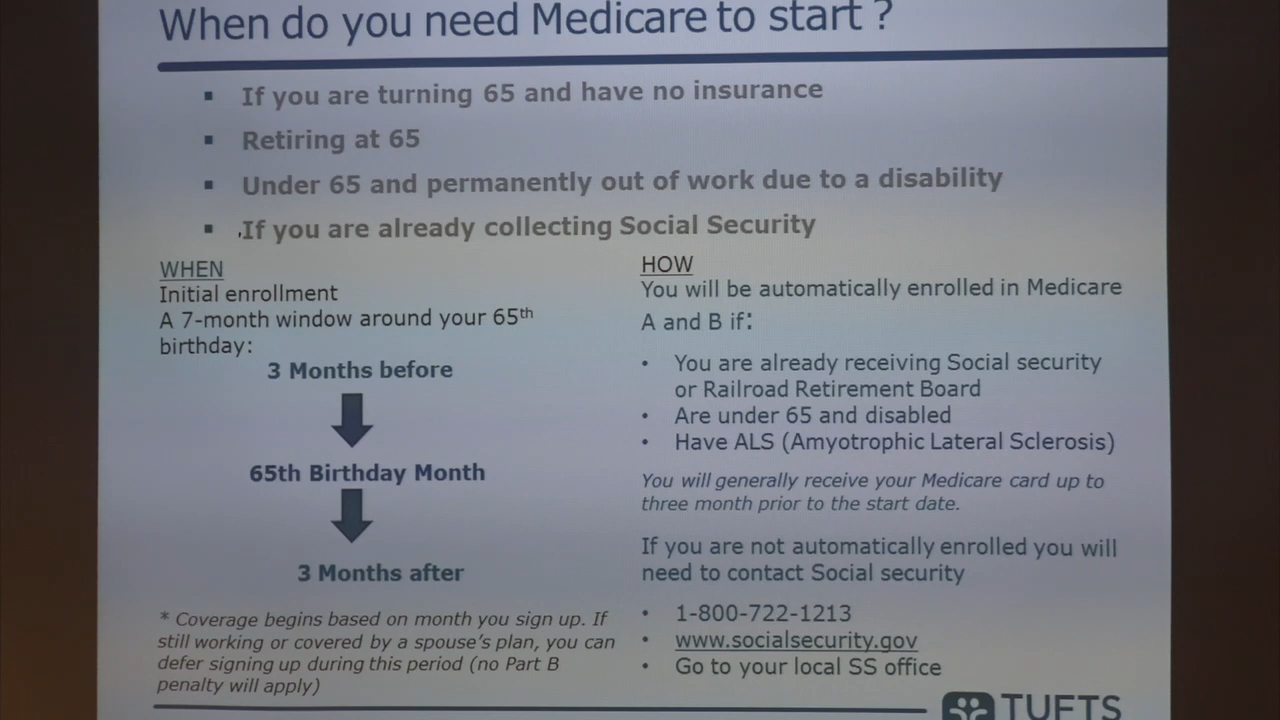 When do you need Medicare to start ?
▪ If you are turning 65 and have no insurance
▪ Retiring at 65
▪ Under 65 and permanently out of work due to a disability
▪ .If you are already collecting Social Security
WHEN
Initial enrollment
A 7-month window around your 65th
birthday:
3 Months before
65th Birthday Month
3 Months after
* Coverage begins based on month you sign up. If
still working or covered by a spouse's plan, you can
defer signing up during this period (no Part B
penalty will apply)
HOW
You will be automatically enrolled in Medicare
A and B if:
• You are already receiving Social security
or Railroad Retirement Board
• Are under 65 and disabled
• Have ALS (Amyotrophic Lateral Sclerosis)
You will generally receive your Medicare card up to
three month prior to the start date.
If you are not automatically enrolled you will
need to contact Social security
• 1-800-722-1213
• www.socialsecurity.gov
• Go to your local SS office
TUFTS